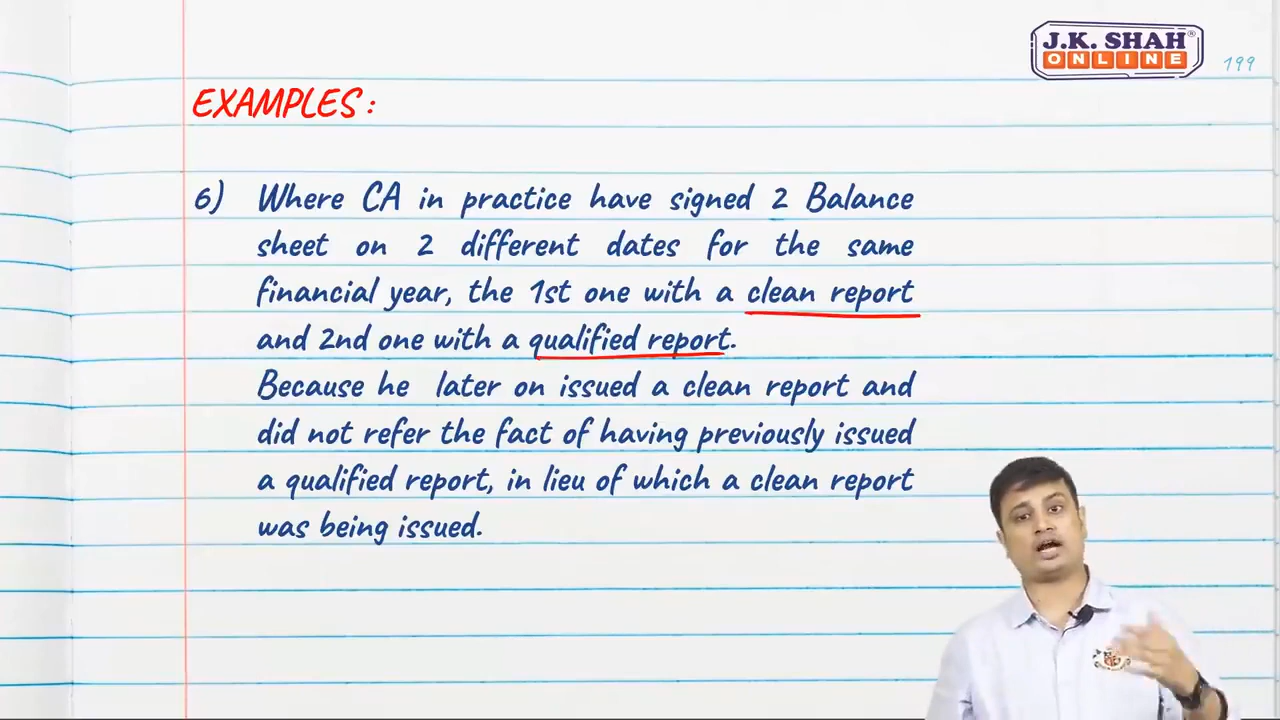 J.K. SHAH®
ONLINE
199
EXAMPLES:
6) Where CA in practice have signed 2 Balance
sheet on 2 different dates for the same
financial year, the 1st one with a clean report
and 2nd one with a qualified report.
Because he later on issued a clean report and
did not refer the fact of having previously issued
a qualified report, in lieu of which a clean report
was being issued.